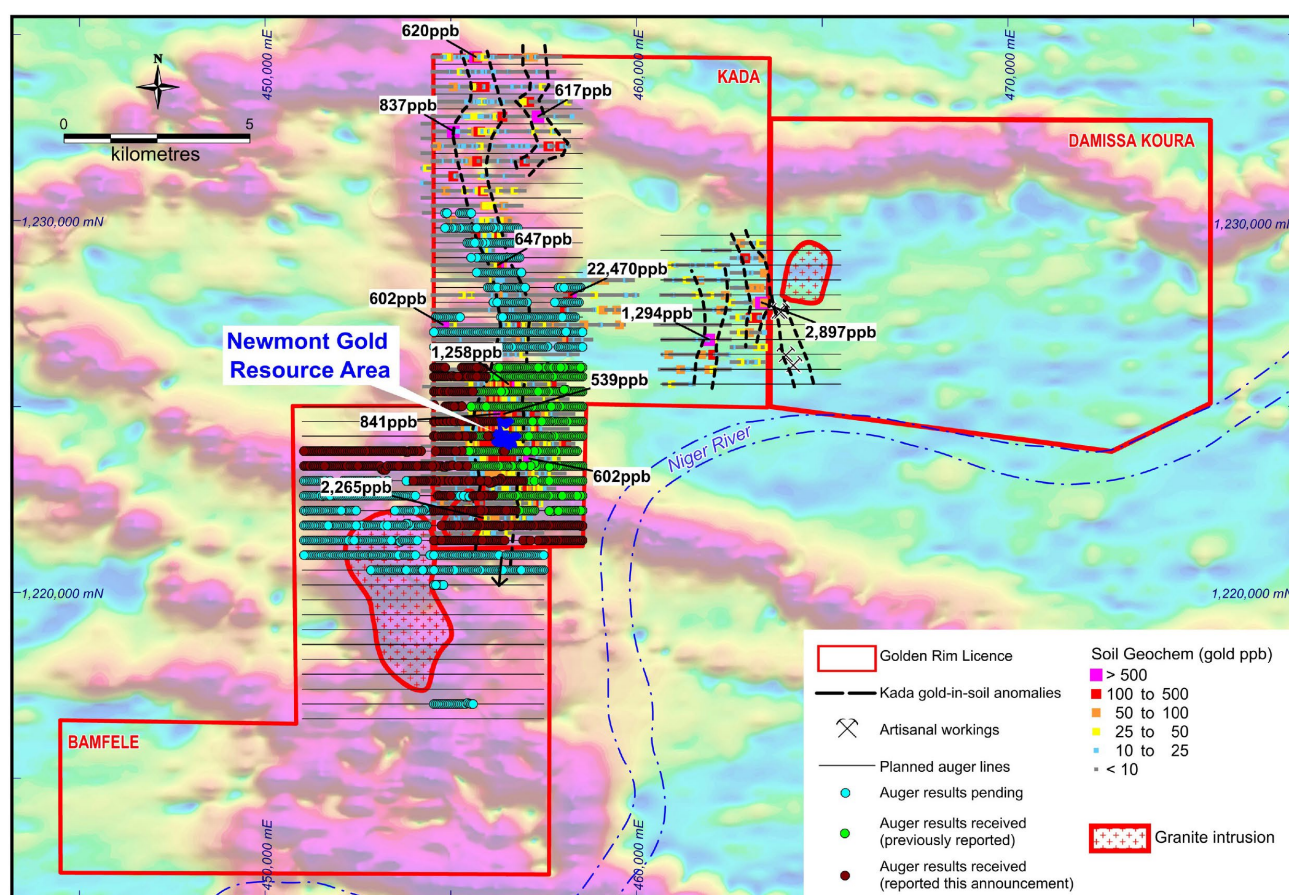 620ppb
450,000 mE
460,000 mE
470,000 mE
N
KADA
617ppb
837ppb
0 5
kilometres
DAMISSA KOURA
1,230,000 mN
1,230,000 mN
647ppb
22,470ppb
602ppb
1,294ppb
2,897ppb
Newmont Gold
Resource Area
1,258ppb
539ppb
841ppb
Niger River
602ppb
2,265ppb
1,220,000 mN
1,220,000 mN
BAMFELE
450,000 mE
460,000 mE
Golden Rim Licence
Kada gold-in-soil anomalies
Artisanal workings
Planned auger lines
Auger results pending
Auger results received
(previously reported)
Auger results received
(reported this announcement)
Soil Geochem (gold ppb)
> 500
100 to 500
50 to 100
25 to 50
10 to 25
< 10
Granite intrusion